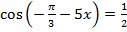 cos(−π/3 − 5x) = 1/2